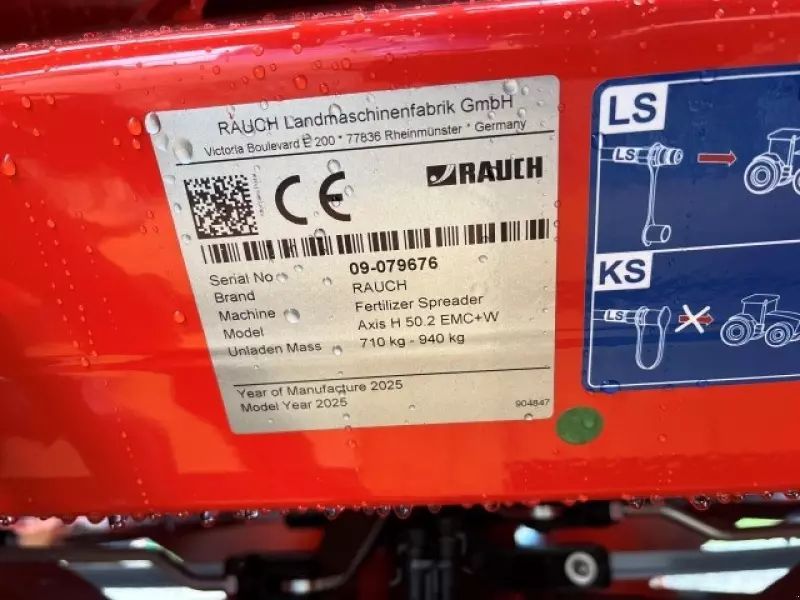 RAUCH Landmaschinenfabrik GmbH
Victoria Boulevard E 200 * 77836 Rheinmünster * Germany
CE
RAUCH
Serial No 09-079676
Brand RAUCH
Machine Fertilizer Spreader
Model Axis H 50.2 EMC+W
Unladen Mass 710 kg - 940 kg
Year of Manufacture 2025
Model Year 2025
904847
LS
LS
KS
LS